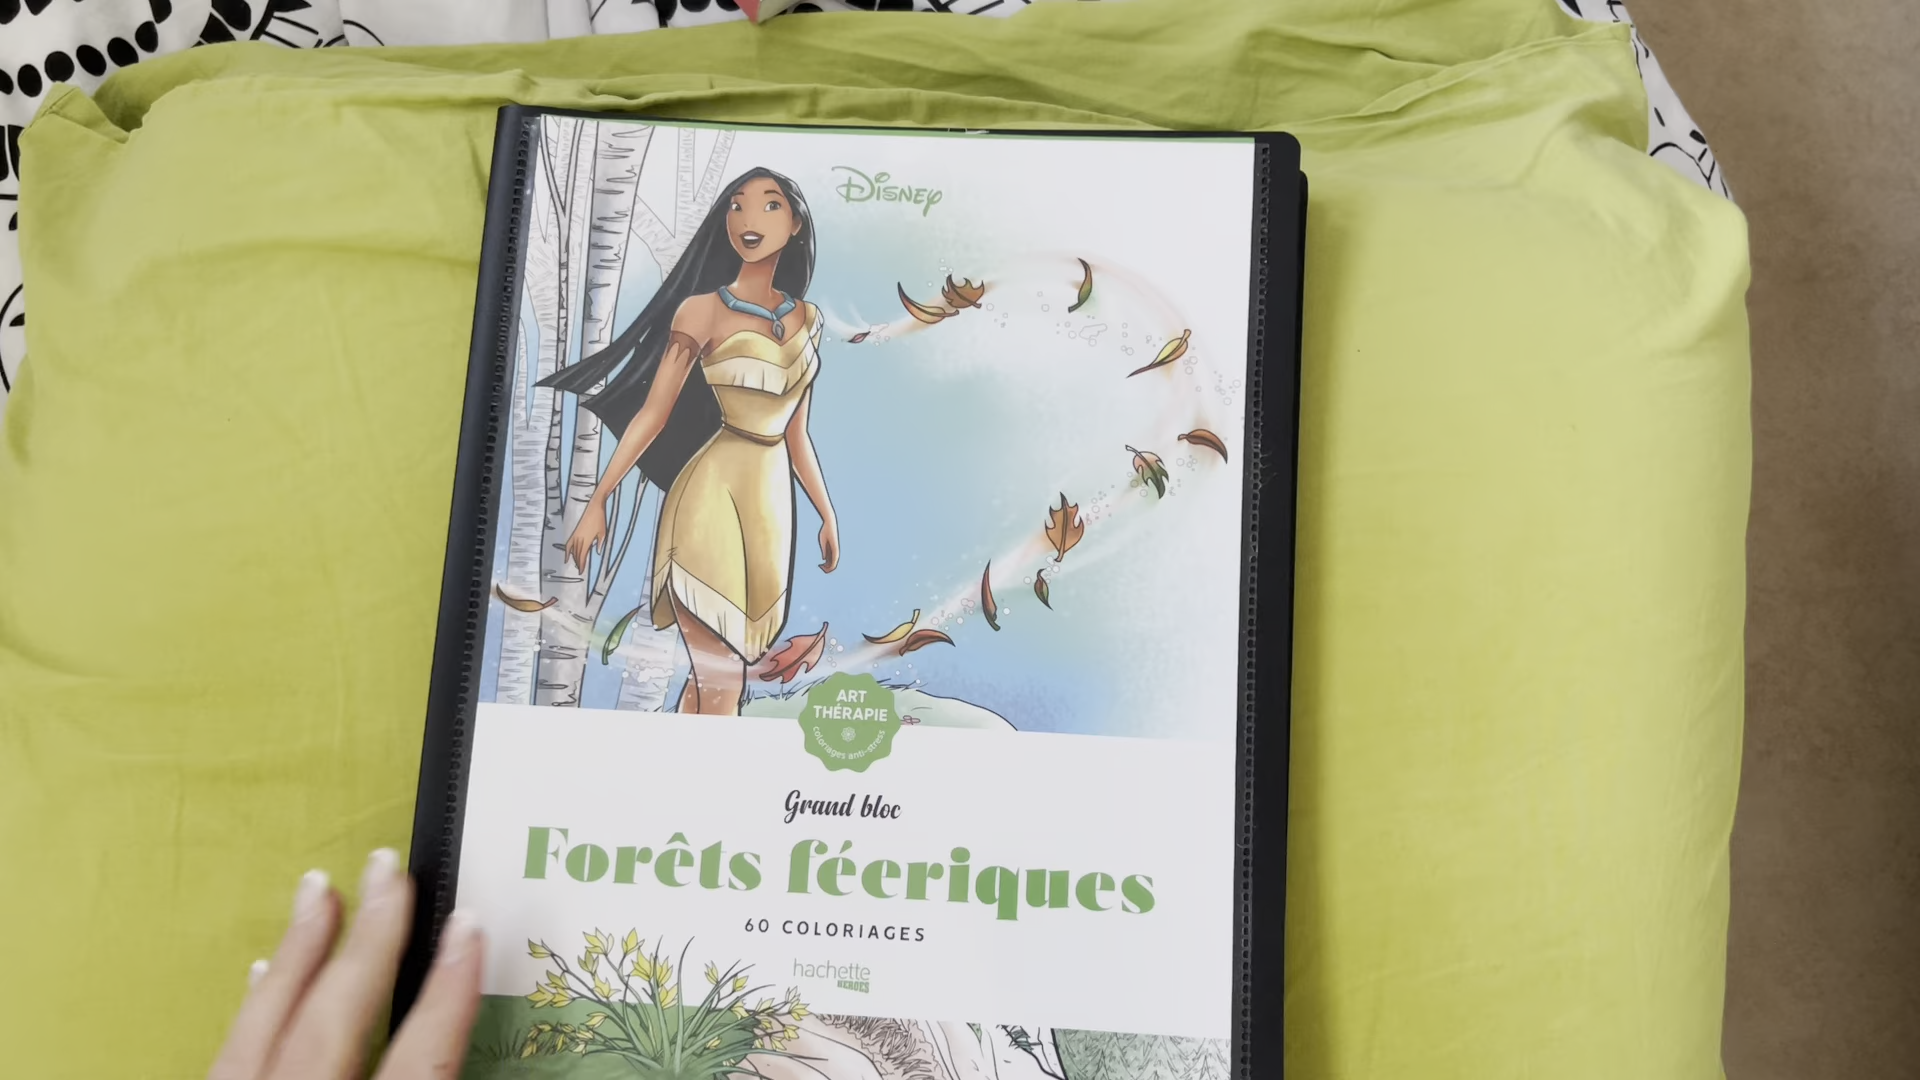 Disney
ART
THÉRAPIE
coloriages anti-stress
Grand bloc
Forêts féeriques
60 COLORIAGES
hachette
HEROES